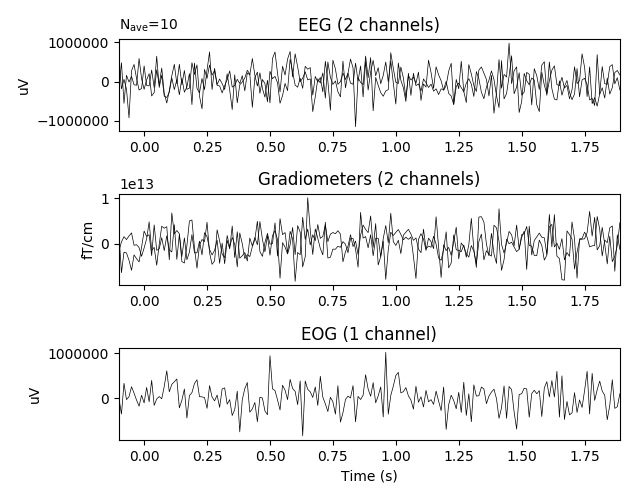 N_ave=10
EEG (2 channels)
1000000
0
−1000000
uV
0.00 0.25 0.50 0.75 1.00 1.25 1.50 1.75
1e13
Gradiometers (2 channels)
1
0
fT/cm
0.00 0.25 0.50 0.75 1.00 1.25 1.50 1.75
EOG (1 channel)
1000000
0
uV
0.00 0.25 0.50 0.75 1.00 1.25 1.50 1.75
Time (s)